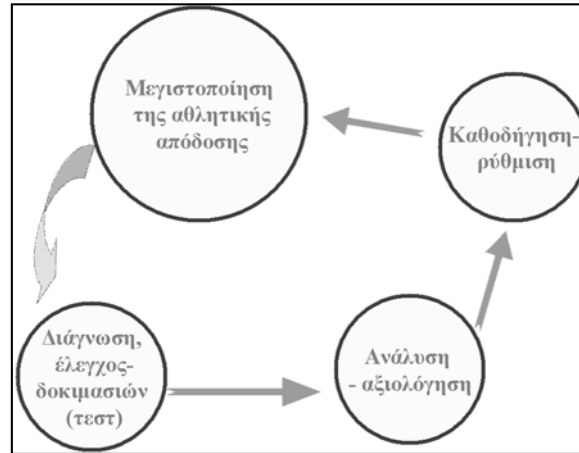 Μεγιστοποίηση
της αθλητικής
απόδοσης
Καθοδήγηση-
ρύθμιση
Διάγνωση,
έλεγχος-
δοκιμασιών
(τεστ)
Ανάλυση
- αξιολόγηση